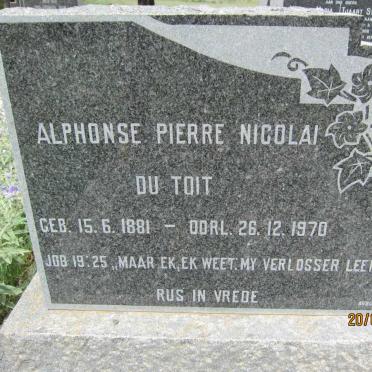 ALPHONSE PIERRE NICOLAI
DU TOIT
GEB. 15. 6. 1881 – OORL. 26. 12. 1970
JOB 19:25 „MAAR EK, EK WEET, MY VERLOSSER LEEF
RUS IN VREDE
20/